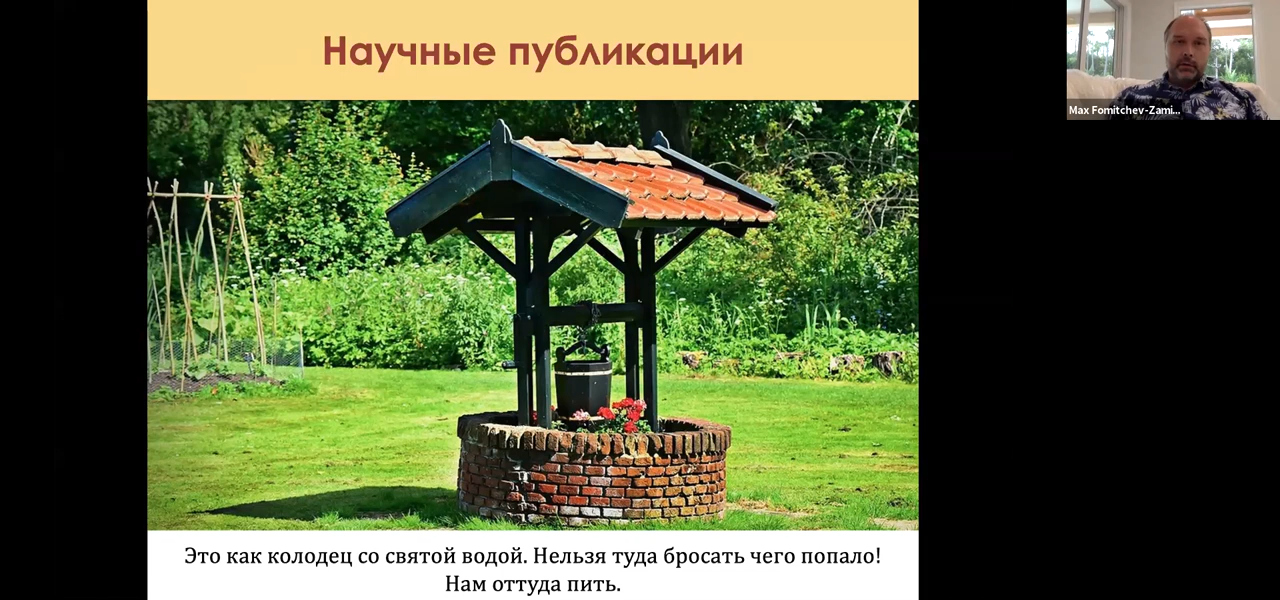 Научные публикации
Max Fomitchev-Zami...
Это как колодец со святой водой. Нельзя туда бросать чего попало!
Нам оттуда пить.